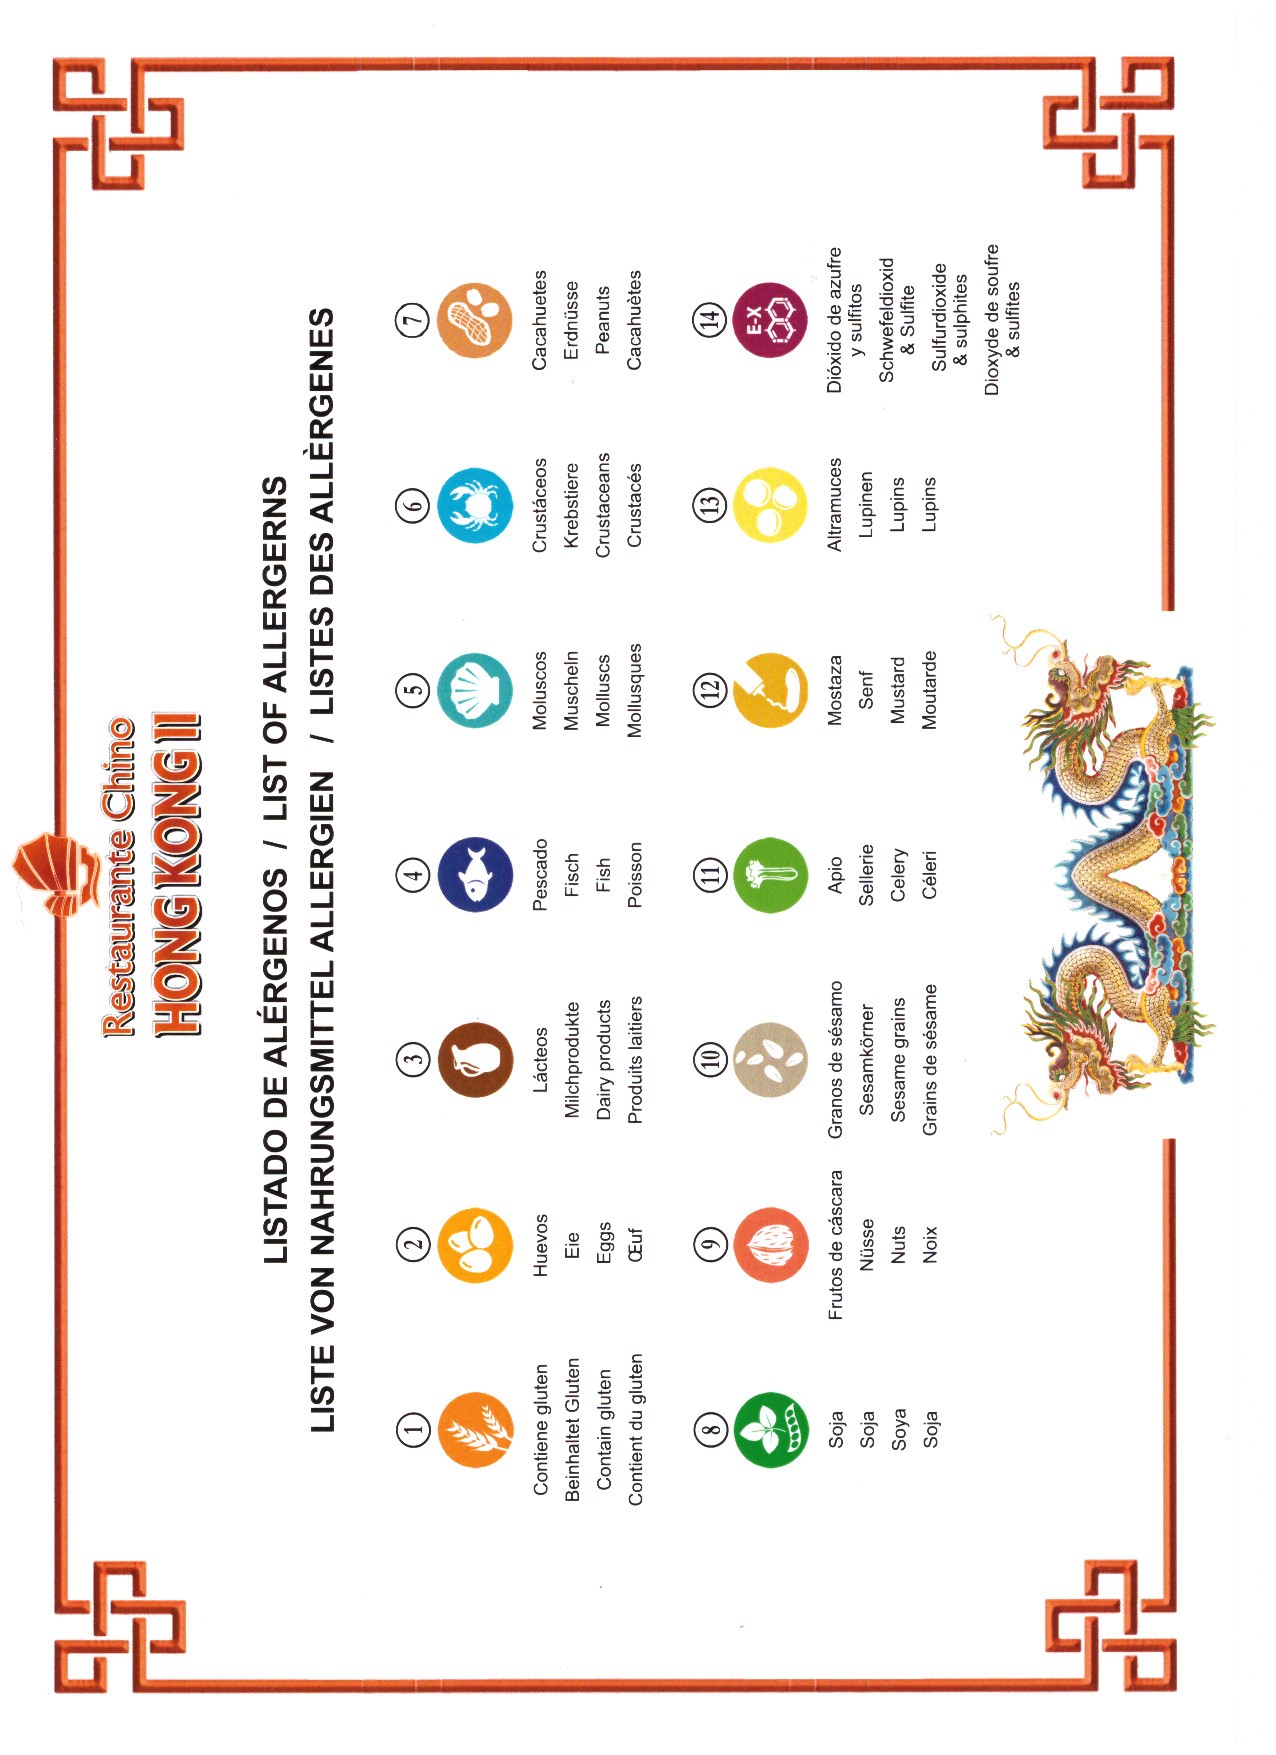 Restaurante Chino
HONG KONG II
LISTADO DE ALÉRGENOS / LIST OF ALLERGERNS
LISTE VON NAHRUNGSMITTEL ALLERGIEN / LISTES DES ALLÈRGENES
1 2 3 4 5 6 7
Contiene gluten Huevos Lácteos Pescado Moluscos Crustáceos Cacahuetes
Beinhaltet Gluten Eie Milchprodukte Fisch Muscheln Krebstiere Erdnüsse
Contain gluten Eggs Dairy products Fish Molluscs Crustaceans Peanuts
Contient du gluten Œuf Produits laitiers Poisson Mollusques Crustacés Cacahuètes
8 9 10 11 12 13 14
E-X
Soja Frutos de cáscara Granos de sésamo Apio Mostaza Altramuces Dióxido de azufre
y sulfitos
Soja Nüsse Sesamkörner Sellerie Senf Lupinen Schwefeldioxid
& Sulfite
Soya Nuts Sesame grains Celery Mustard Lupins Sulfurdioxide
& sulphites
Soja Noix Grains de sésame Céleri Moutarde Lupins Dioxyde de soufre
& sulfites